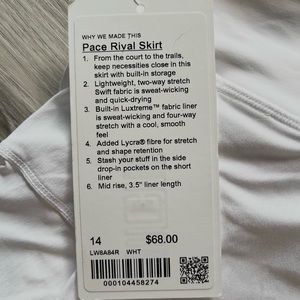 WHY WE MADE THIS
Pace Rival Skirt
1. From the court to the trails,
keep necessities close in this
skirt with built-in storage
2. Lightweight, two-way stretch
Swift fabric is sweat-wicking
and quick-drying
3. Built-in Luxtreme™ fabric liner
is sweat-wicking and four-way
stretch with a cool, smooth
feel
4. Added Lycra® fibre for stretch
and shape retention
5. Stash your stuff in the side
drop-in pockets on the short
liner
6. Mid rise, 3.5" liner length
14 $68.00
LW8A84R WHT
000104458274